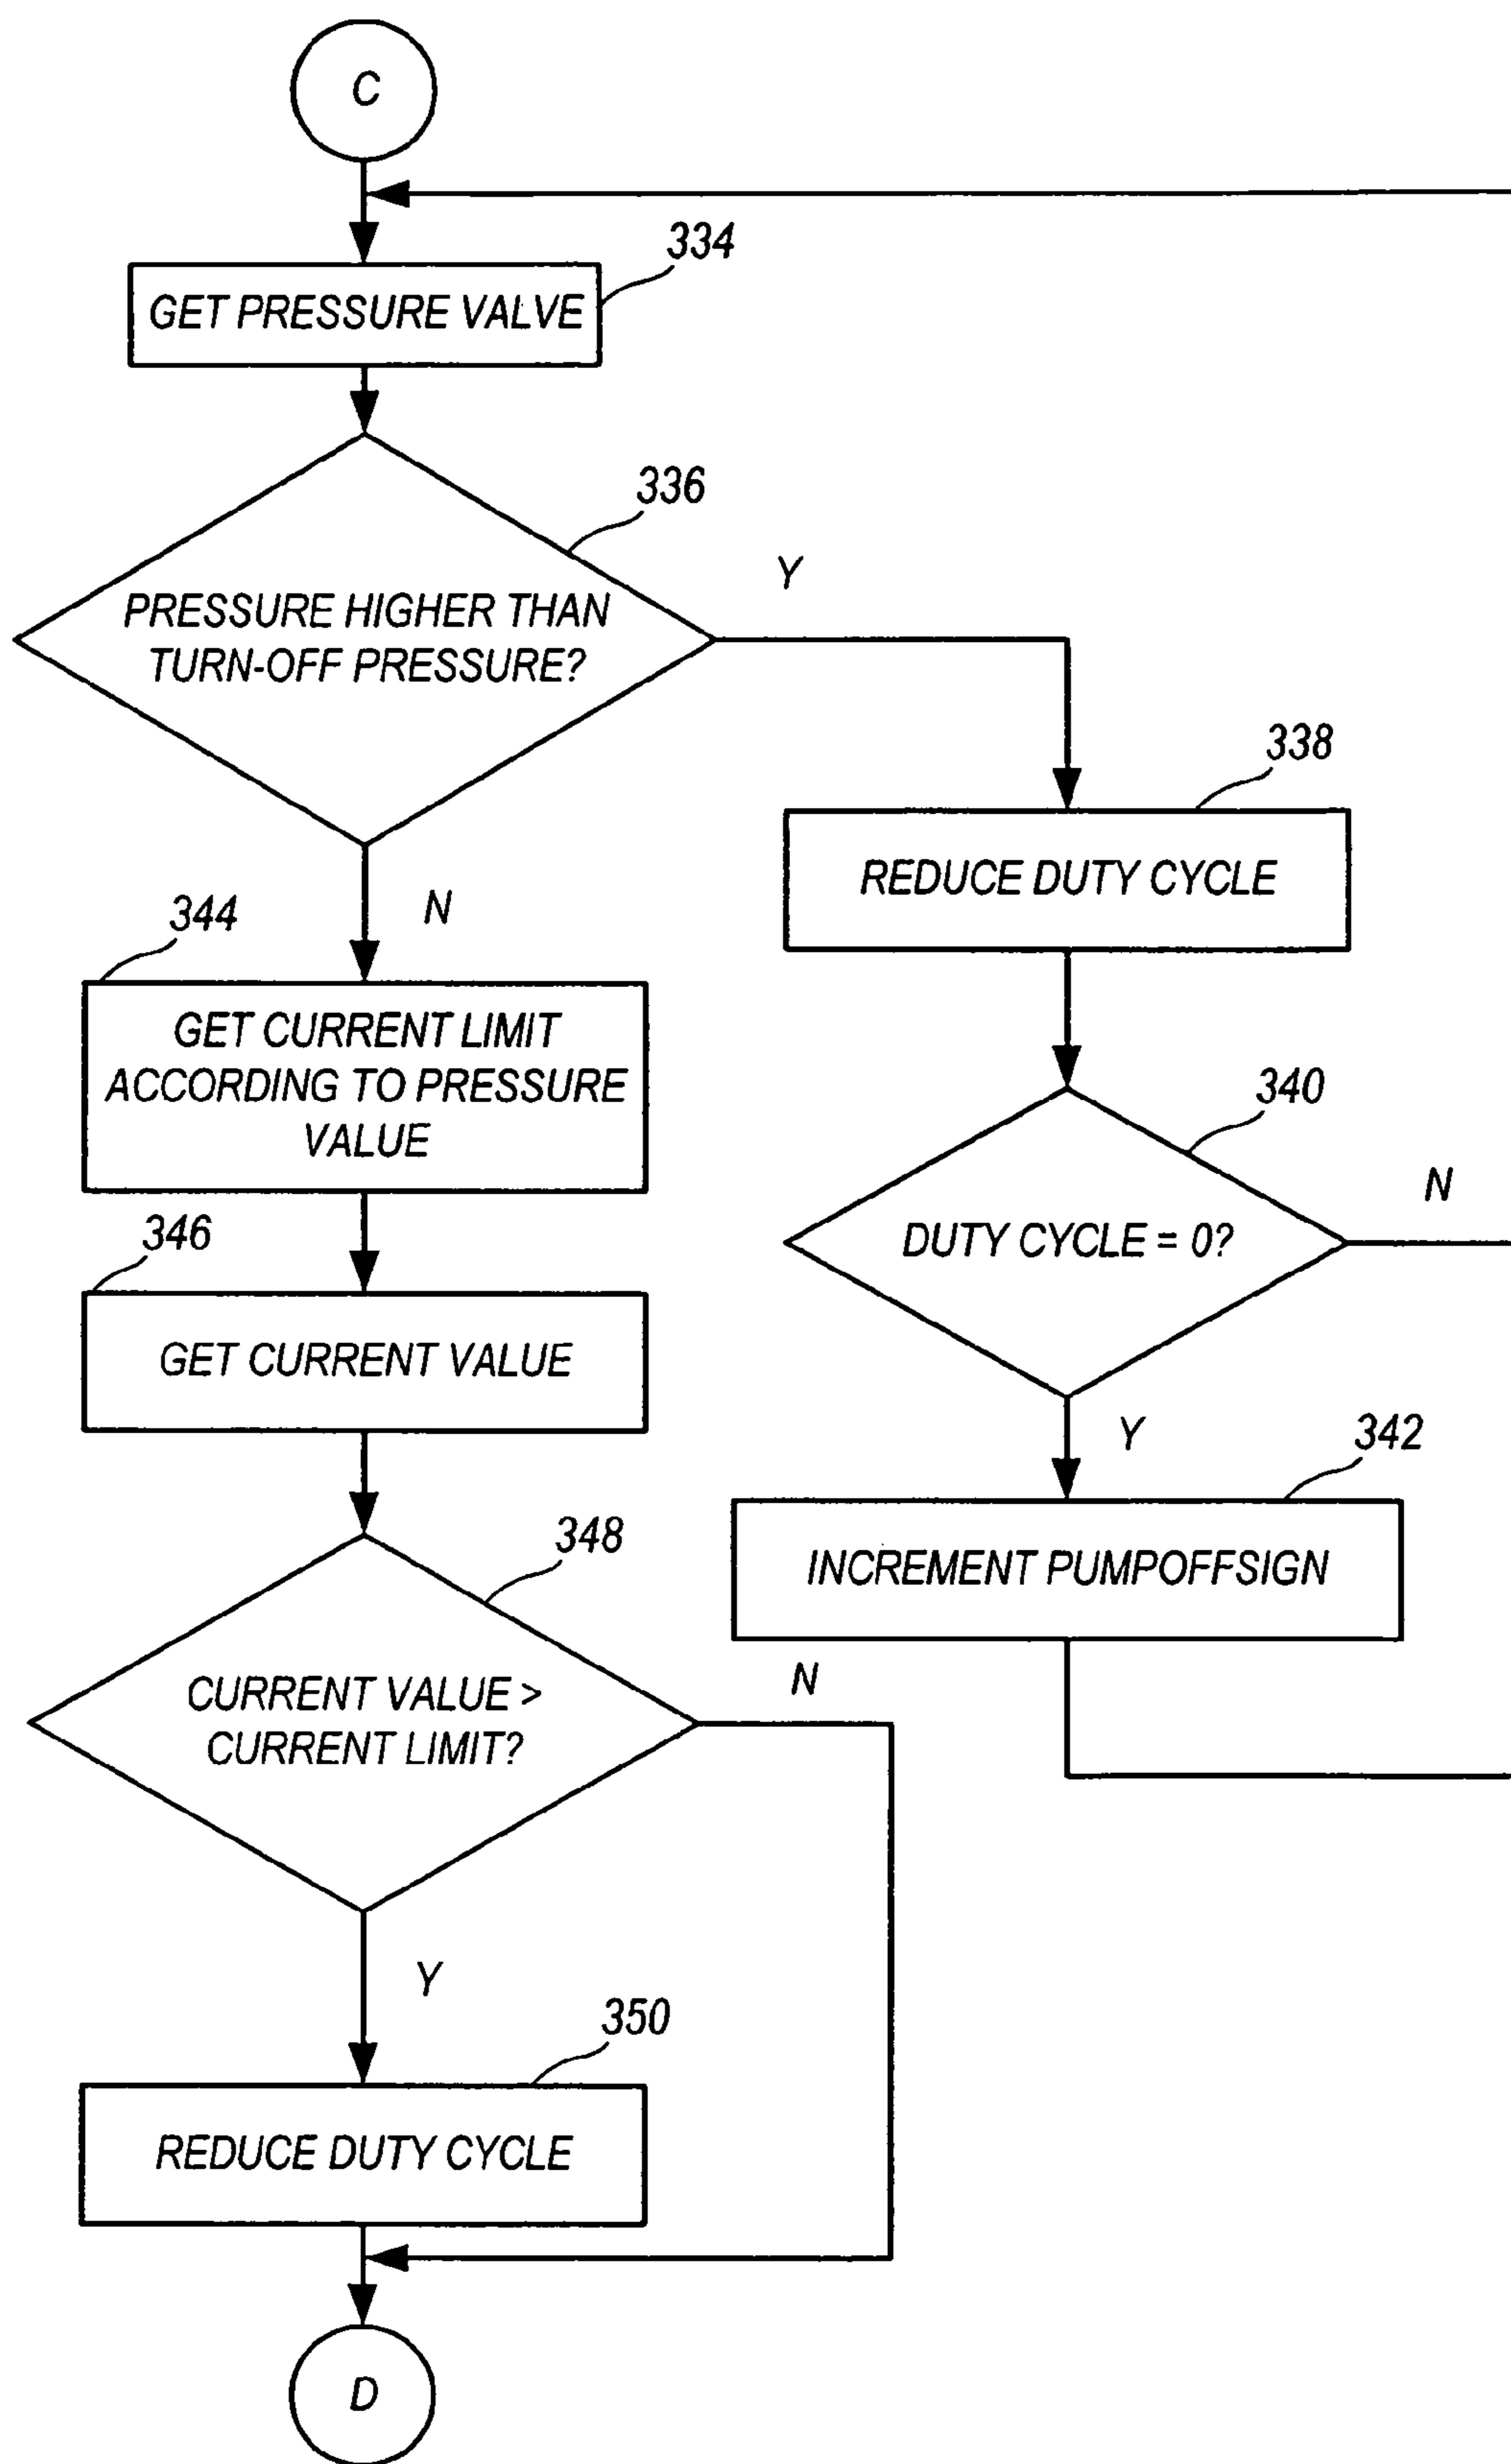 C
334
GET PRESSURE VALVE
336
Y
PRESSURE HIGHER THAN
TURN-OFF PRESSURE?
338
REDUCE DUTY CYCLE
N
344
GET CURRENT LIMIT
ACCORDING TO PRESSURE
VALUE
340
N
DUTY CYCLE = 0?
346
GET CURRENT VALUE
Y
342
INCREMENT PUMPOFFSIGN
348
N
CURRENT VALUE >
CURRENT LIMIT?
Y
350
REDUCE DUTY CYCLE
D